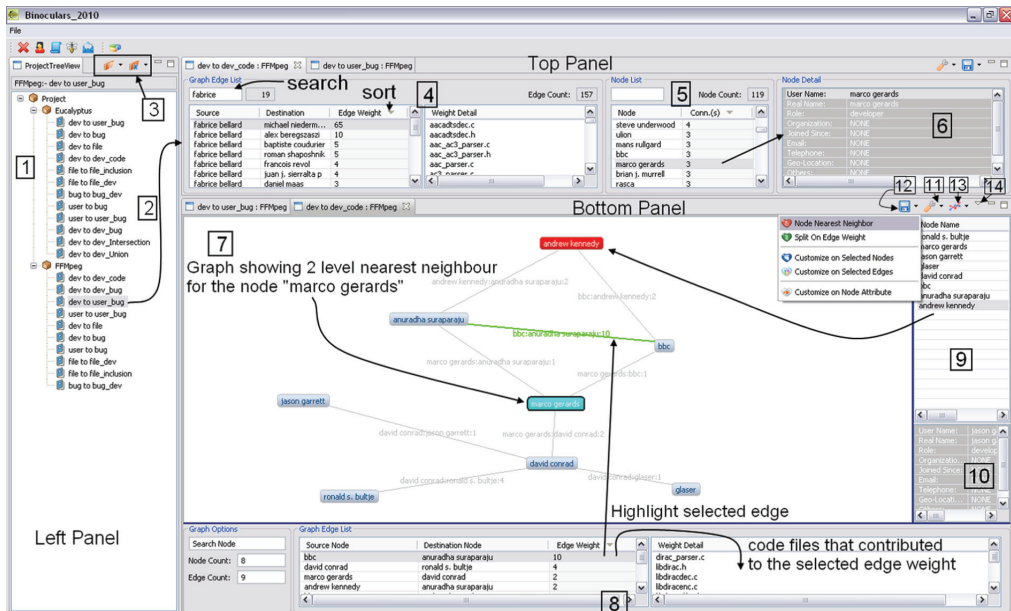 Binoculars_2010
File
ProjectTreeView
FFMpeg:- dev to user_bug
Project
Eucalyptus
dev to user_bug
dev to bug
dev to file
dev to dev_code
file to file_inclusion
file to file_dev
bug to bug_dev
user to bug
user to user_bug
dev to dev_bug
dev to dev_Intersection
dev to dev_Union
FFMpeg
dev to dev_code
dev to dev_bug
dev to user_bug
user to user_bug
dev to file
dev to bug
user to bug
file to file_dev
file to file_inclusion
bug to bug_dev
1
2
3
Left Panel
dev to dev_code : FFMpeg
dev to user_bug : FFMpeg
Top Panel
Graph Edge List
fabrice
19
search
sort
4
Edge Count: 157
Source Destination Edge Weight
fabrice bellard michael niederm... 65
fabrice bellard alex beregszaszi 10
fabrice bellard baptiste coudurier 5
fabrice bellard roman shaposhnik 5
fabrice bellard francois revol 4
fabrice bellard juan j. sierralta p 4
fabrice bellard daniel maas 3
Weight Detail
aacadtsdec.c
aacadtsdec.h
aac_ac3_parser.c
aac_ac3_parser.h
aac_parser.c
ac3_parser.c
Node List
5
Node Count: 119
Node Conn.(s)
steve underwood 4
ulion 3
mans rullgard 3
bbc 3
marco gerards 3
brian j. murrell 3
rasca 3
Node Detail
User Name: marco gerards
Real Name: marco gerards
Role: developer
Organization: NONE
Joined Since: NONE
Email: NONE
Telephone: NONE
Geo-Location: NONE
Others: NONE
6
dev to user_bug : FFMpeg
dev to dev_code : FFMpeg
Bottom Panel
12
11
13
14
Node Nearest Neighbor
Split On Edge Weight
Customize on Selected Nodes
Customize on Selected Edges
Customize on Node Attribute
7
Graph showing 2 level nearest neighbour
for the node "marco gerards"
andrew kennedy
andrew kennedy:anuradha suraparaju:2
bbc:andrew kennedy:2
anuradha suraparaju
bbc:anuradha suraparaju:10
bbc
marco gerards:anuradha suraparaju:1
marco gerards:bbc:1
jason garrett
marco gerards
david conrad:jason garrett:1
marco gerards:david conrad:2
david conrad
david conrad:ronald s. bultje:4
david conrad:glaser:1
ronald s. bultje
glaser
Highlight selected edge
Node Name
ronald s. bultje
marco gerards
jason garrett
glaser
david conrad
bbc
anuradha suraparaju
andrew kennedy
9
User Name: jason g
Real Name: jason g
Role: develop
Organizatio... NONE
Joined Since: NONE
Email: NONE
Telephone: NONE
Geo-Locati... NONE
10
Graph Options
Search Node
Node Count: 8
Edge Count: 9
Graph Edge List
Source Node Destination Node Edge Weight
bbc anuradha suraparaju 10
david conrad ronald s. bultje 4
marco gerards david conrad 2
andrew kennedy anuradha suraparaju 2
8
Weight Detail
dirac_parser.c
libdirac.h
libdiracdec.c
libdiracenc.c
code files that contributed
to the selected edge weight